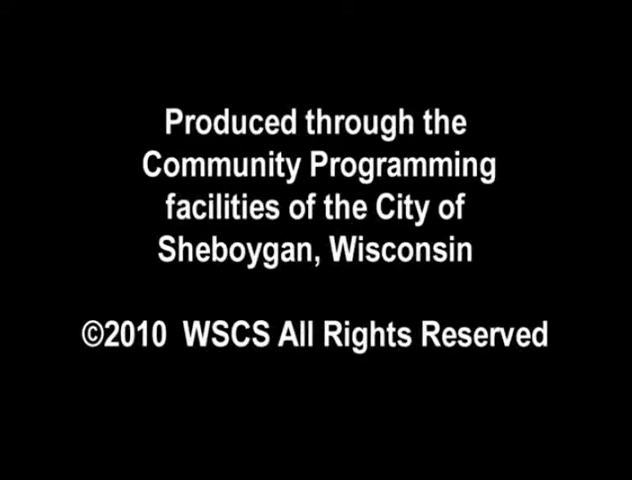 Produced through the
Community Programming
facilities of the City of
Sheboygan, Wisconsin
©2010 WSCS All Rights Reserved